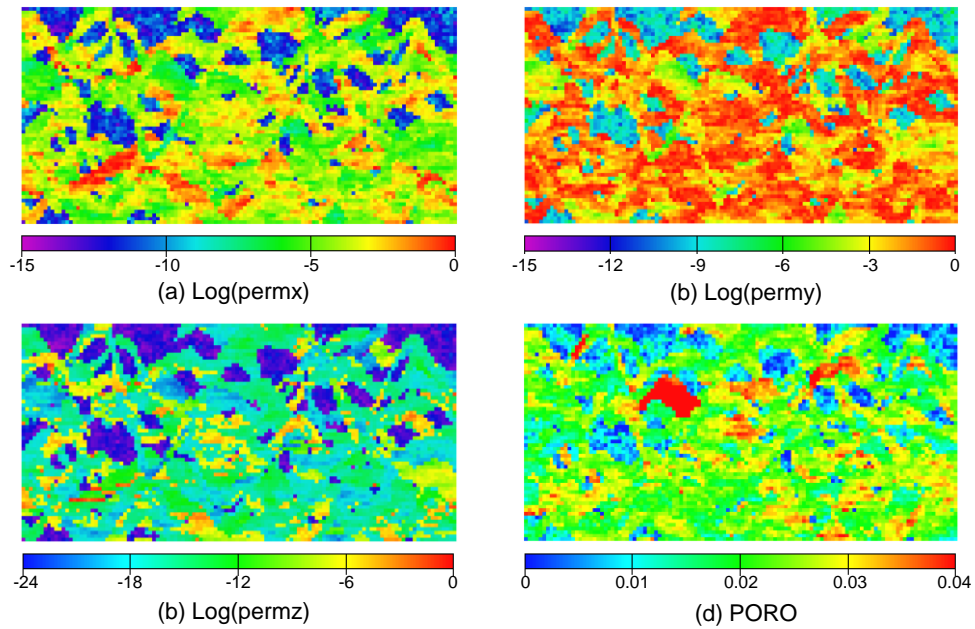 -15 -10 -5 0
(a) Log(permx)
-15 -12 -9 -6 -3 0
(b) Log(permy)
-24 -18 -12 -6 0
(b) Log(permz)
0 0.01 0.02 0.03 0.04
(d) PORO